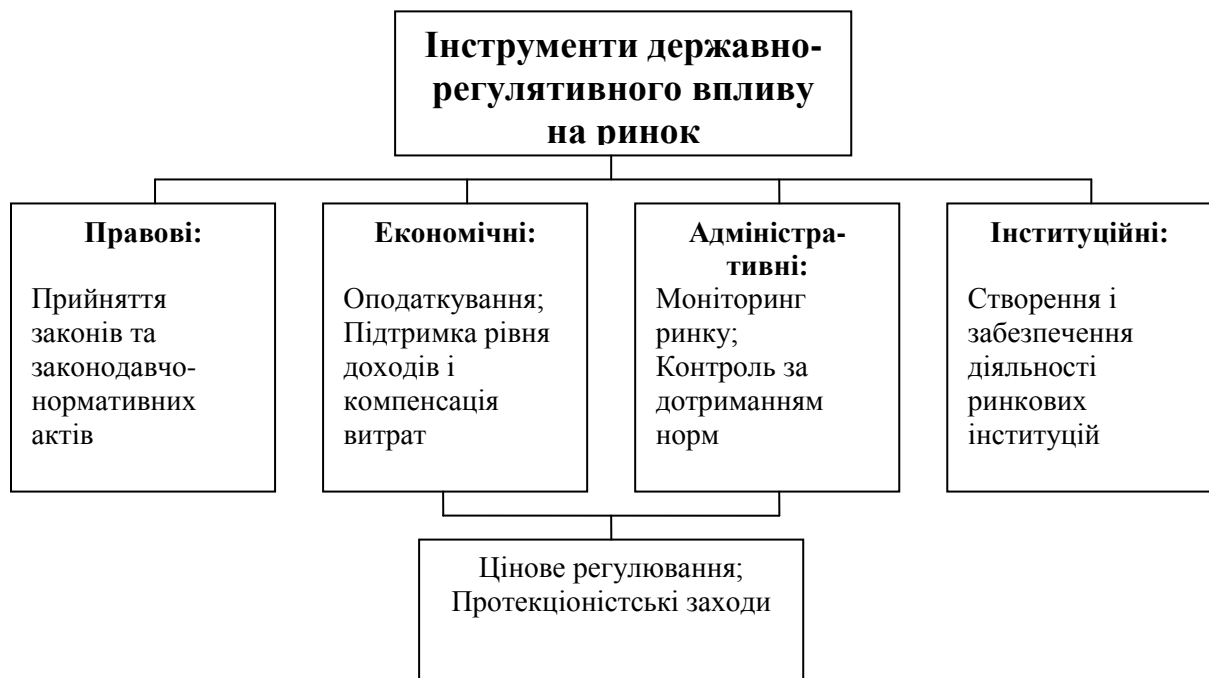 Інструменти державно-
регулятивного впливу
на ринок
Правові:
Прийняття
законів та
законодавчо-
нормативних
актів
Економічні:
Оподаткування;
Підтримка рівня
доходів і
компенсація
витрат
Адміністра-
тивні:
Моніторинг
ринку;
Контроль за
дотриманням
норм
Інституційні:
Створення і
забезпечення
діяльності
ринкових
інституцій
Цінове регулювання;
Протекціоністські заходи